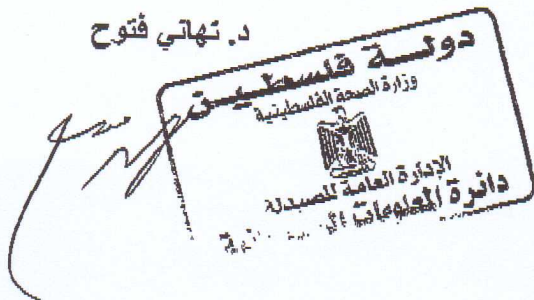 د. تهاني فتوح
دولة فلسطين
وزارة الصحة الفلسطينية
الإدارة العامة للصيدلة
دائرة المعلومات